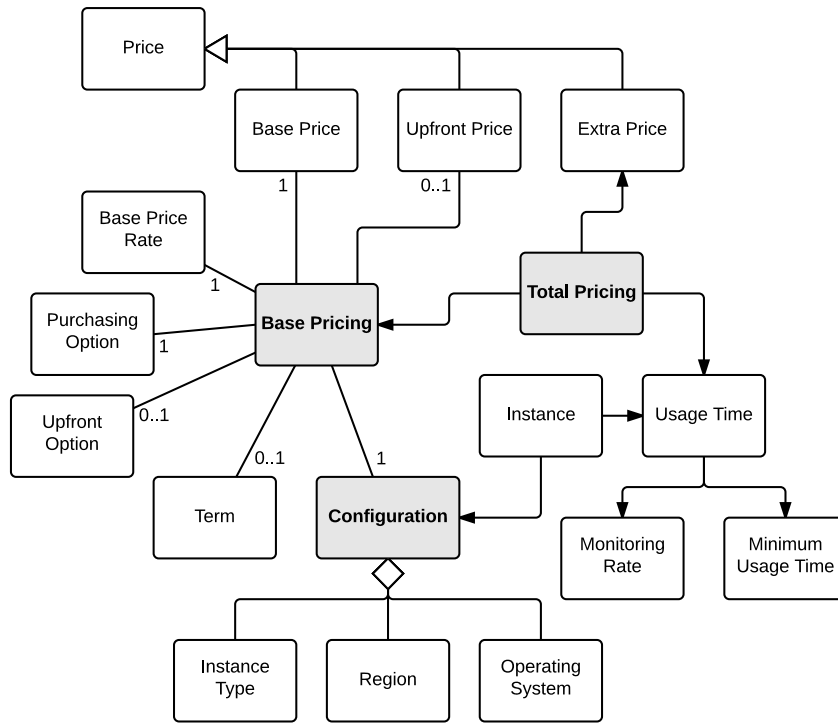 Price
Base Price
Upfront Price
Extra Price
1
0..1
Base Price
Rate
1
Total Pricing
Base Pricing
Purchasing
Option
1
Upfront
Option
0..1
Instance
Usage Time
0..1
1
Term
Configuration
Monitoring
Rate
Minimum
Usage Time
Instance
Type
Region
Operating
System